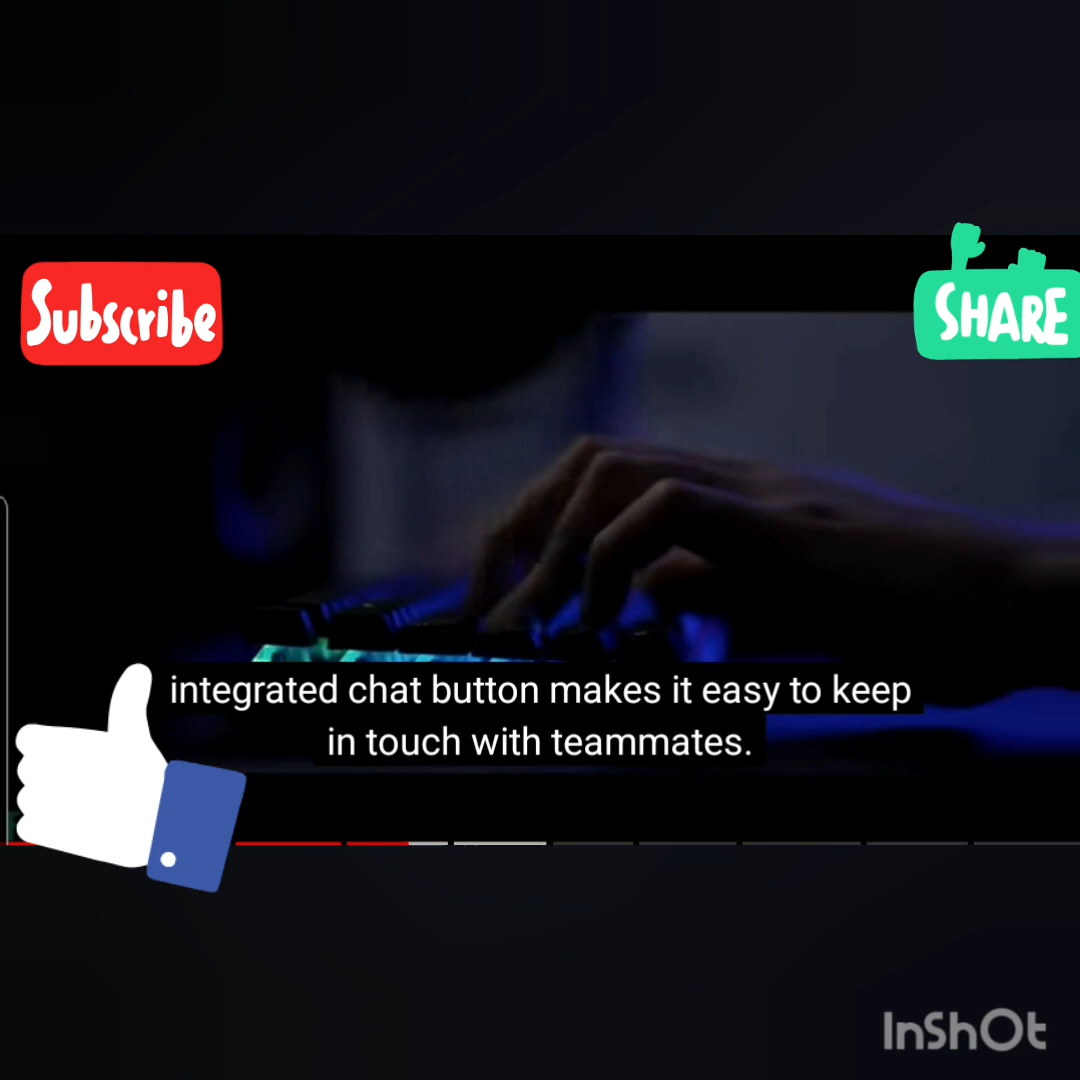 Subscribe
SHARE
integrated chat button makes it easy to keep
in touch with teammates.
InShOt